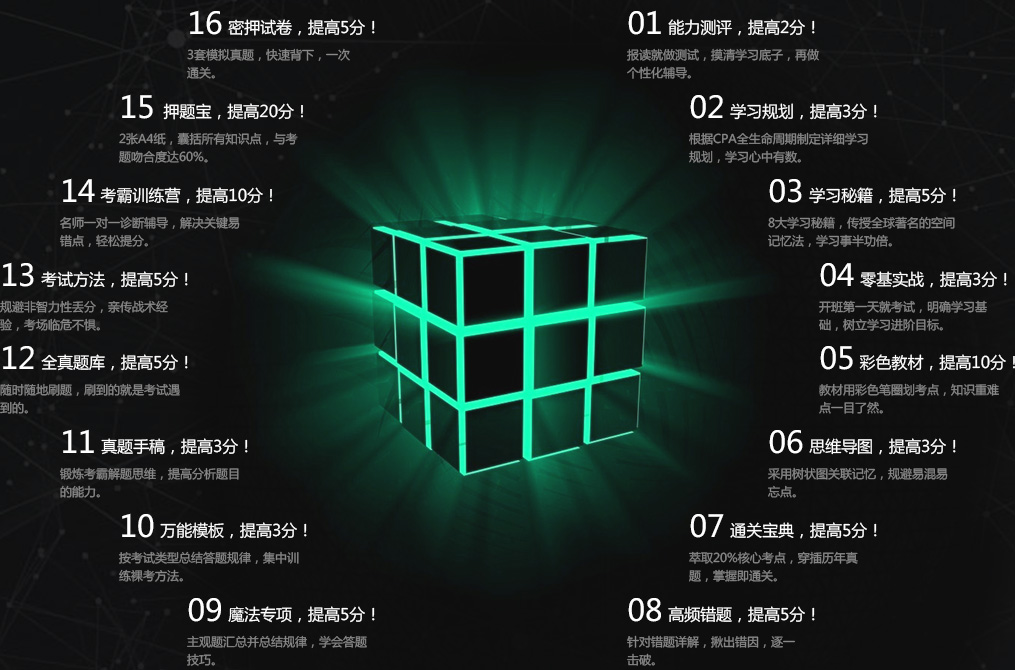 01 能力测评，提高2分！
报读就做测试，摸清学习底子，再做
个性化辅导。
02 学习规划，提高3分！
根据CPA全生命周期制定详细学习
规划，学习心中有数。
03 学习秘籍，提高5分！
8大学习秘籍，传授全球著名的空间
记忆法，学习事半功倍。
04 零基实战，提高3分！
开班第一天就考试，明确学习基
础，树立学习进阶目标。
05 彩色教材，提高10分！
教材用彩色笔圈划考点，知识重难
点一目了然。
06 思维导图，提高3分！
采用树状图关联记忆，规避易混易
忘点。
07 通关宝典，提高5分！
萃取20%核心考点，穿插历年真
题，掌握即通关。
08 高频错题，提高5分！
针对错题详解，揪出错因，逐一
击破。
09 魔法专项，提高5分！
主观题汇总并总结规律，学会答题
技巧。
10 万能模板，提高3分！
按考试类型总结答题规律，集中训
练裸考方法。
11 真题手稿，提高3分！
锻炼考霸解题思维，提高分析题目
的能力。
12 全真题库，提高5分！
随时随地刷题，刷到的就是考试遇
到的。
13 考试方法，提高5分！
规避非智力性丢分，亲传战术经
验，考场临危不惧。
14 考霸训练营，提高10分！
名师一对一诊断辅导，解决关键易
错点，轻松提分。
15 押题宝，提高20分！
2张A4纸，囊括所有知识点，与考
题吻合度达60%。
16 密押试卷，提高5分！
3套模拟真题，快速背下，一次
通关。